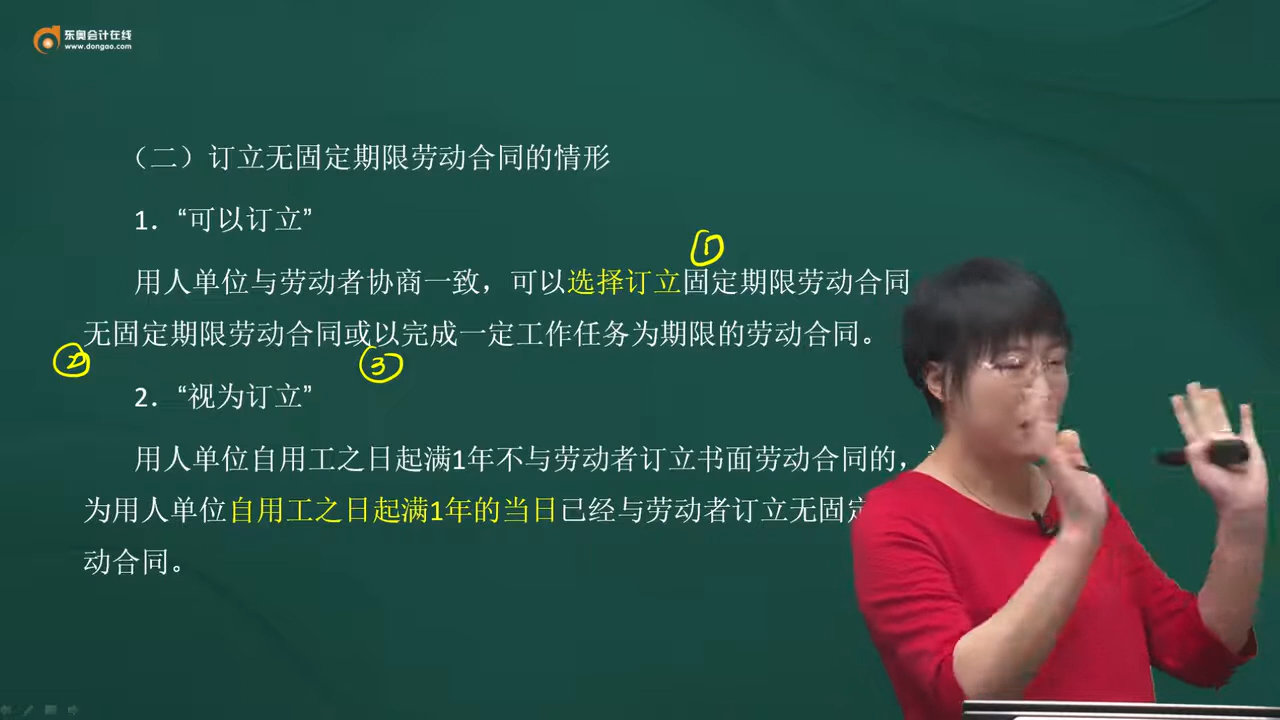 东奥会计在线
www.dongao.com
（二）订立无固定期限劳动合同的情形
1．“可以订立”
①
用人单位与劳动者协商一致，可以选择订立固定期限劳动合同
无固定期限劳动合同或以完成一定工作任务为期限的劳动合同。
② ③
2．“视为订立”
用人单位自用工之日起满1年不与劳动者订立书面劳动合同的，
为用人单位自用工之日起满1年的当日已经与劳动者订立无固定
动合同。